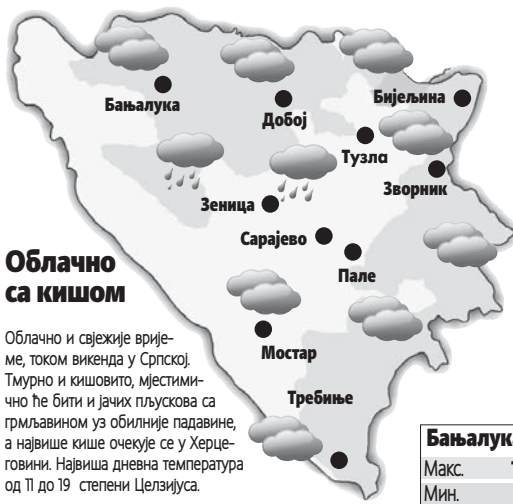 Бањалука
Добој
Бијељина
Тузла
Зворник
Зеница
Сарајево
Пале
Облачно
са кишом
Мостар
Облачно и свјежије врије-
ме, током викенда у Српској.
Тмурно и кишовито, мјестими-
чно ће бити и јачих пљускова са
грмљавином уз обилније падавине,
а највише кише очекује се у Херце-
говини. Највиша дневна температура
од 11 до 19 степени Целзијуса.
Требиње
Бањалука
Макс.
Мин.